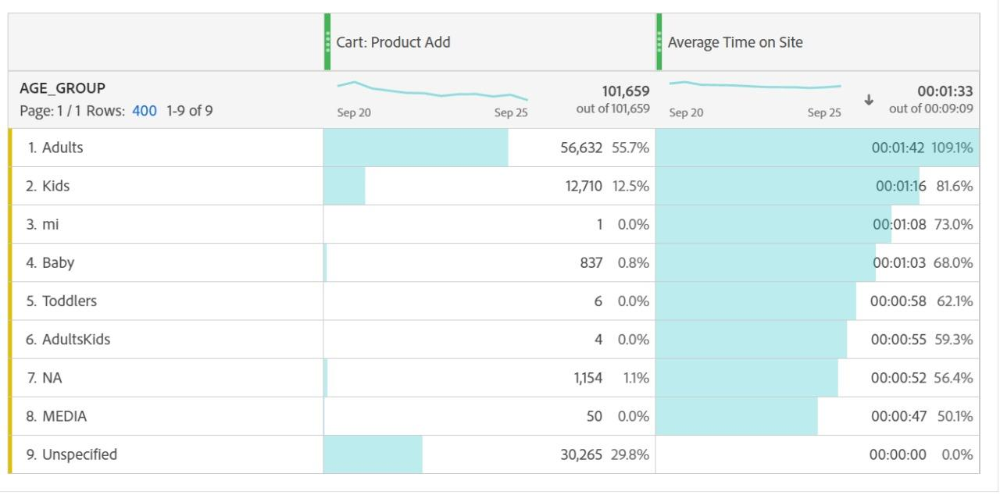 Cart: Product Add Average Time on Site
AGE_GROUP 101,659 00:01:33
Page: 1 / 1 Rows: 400 1-9 of 9 Sep 20 Sep 25 out of 101,659 Sep 20 Sep 25 out of 00:09:09
1. Adults 56,632 55.7% 00:01:42 109.1%
2. Kids 12,710 12.5% 00:01:16 81.6%
3. mi 1 0.0% 00:01:08 73.0%
4. Baby 837 0.8% 00:01:03 68.0%
5. Toddlers 6 0.0% 00:00:58 62.1%
6. AdultsKids 4 0.0% 00:00:55 59.3%
7. NA 1,154 1.1% 00:00:52 56.4%
8. MEDIA 50 0.0% 00:00:47 50.1%
9. Unspecified 30,265 29.8% 00:00:00 0.0%